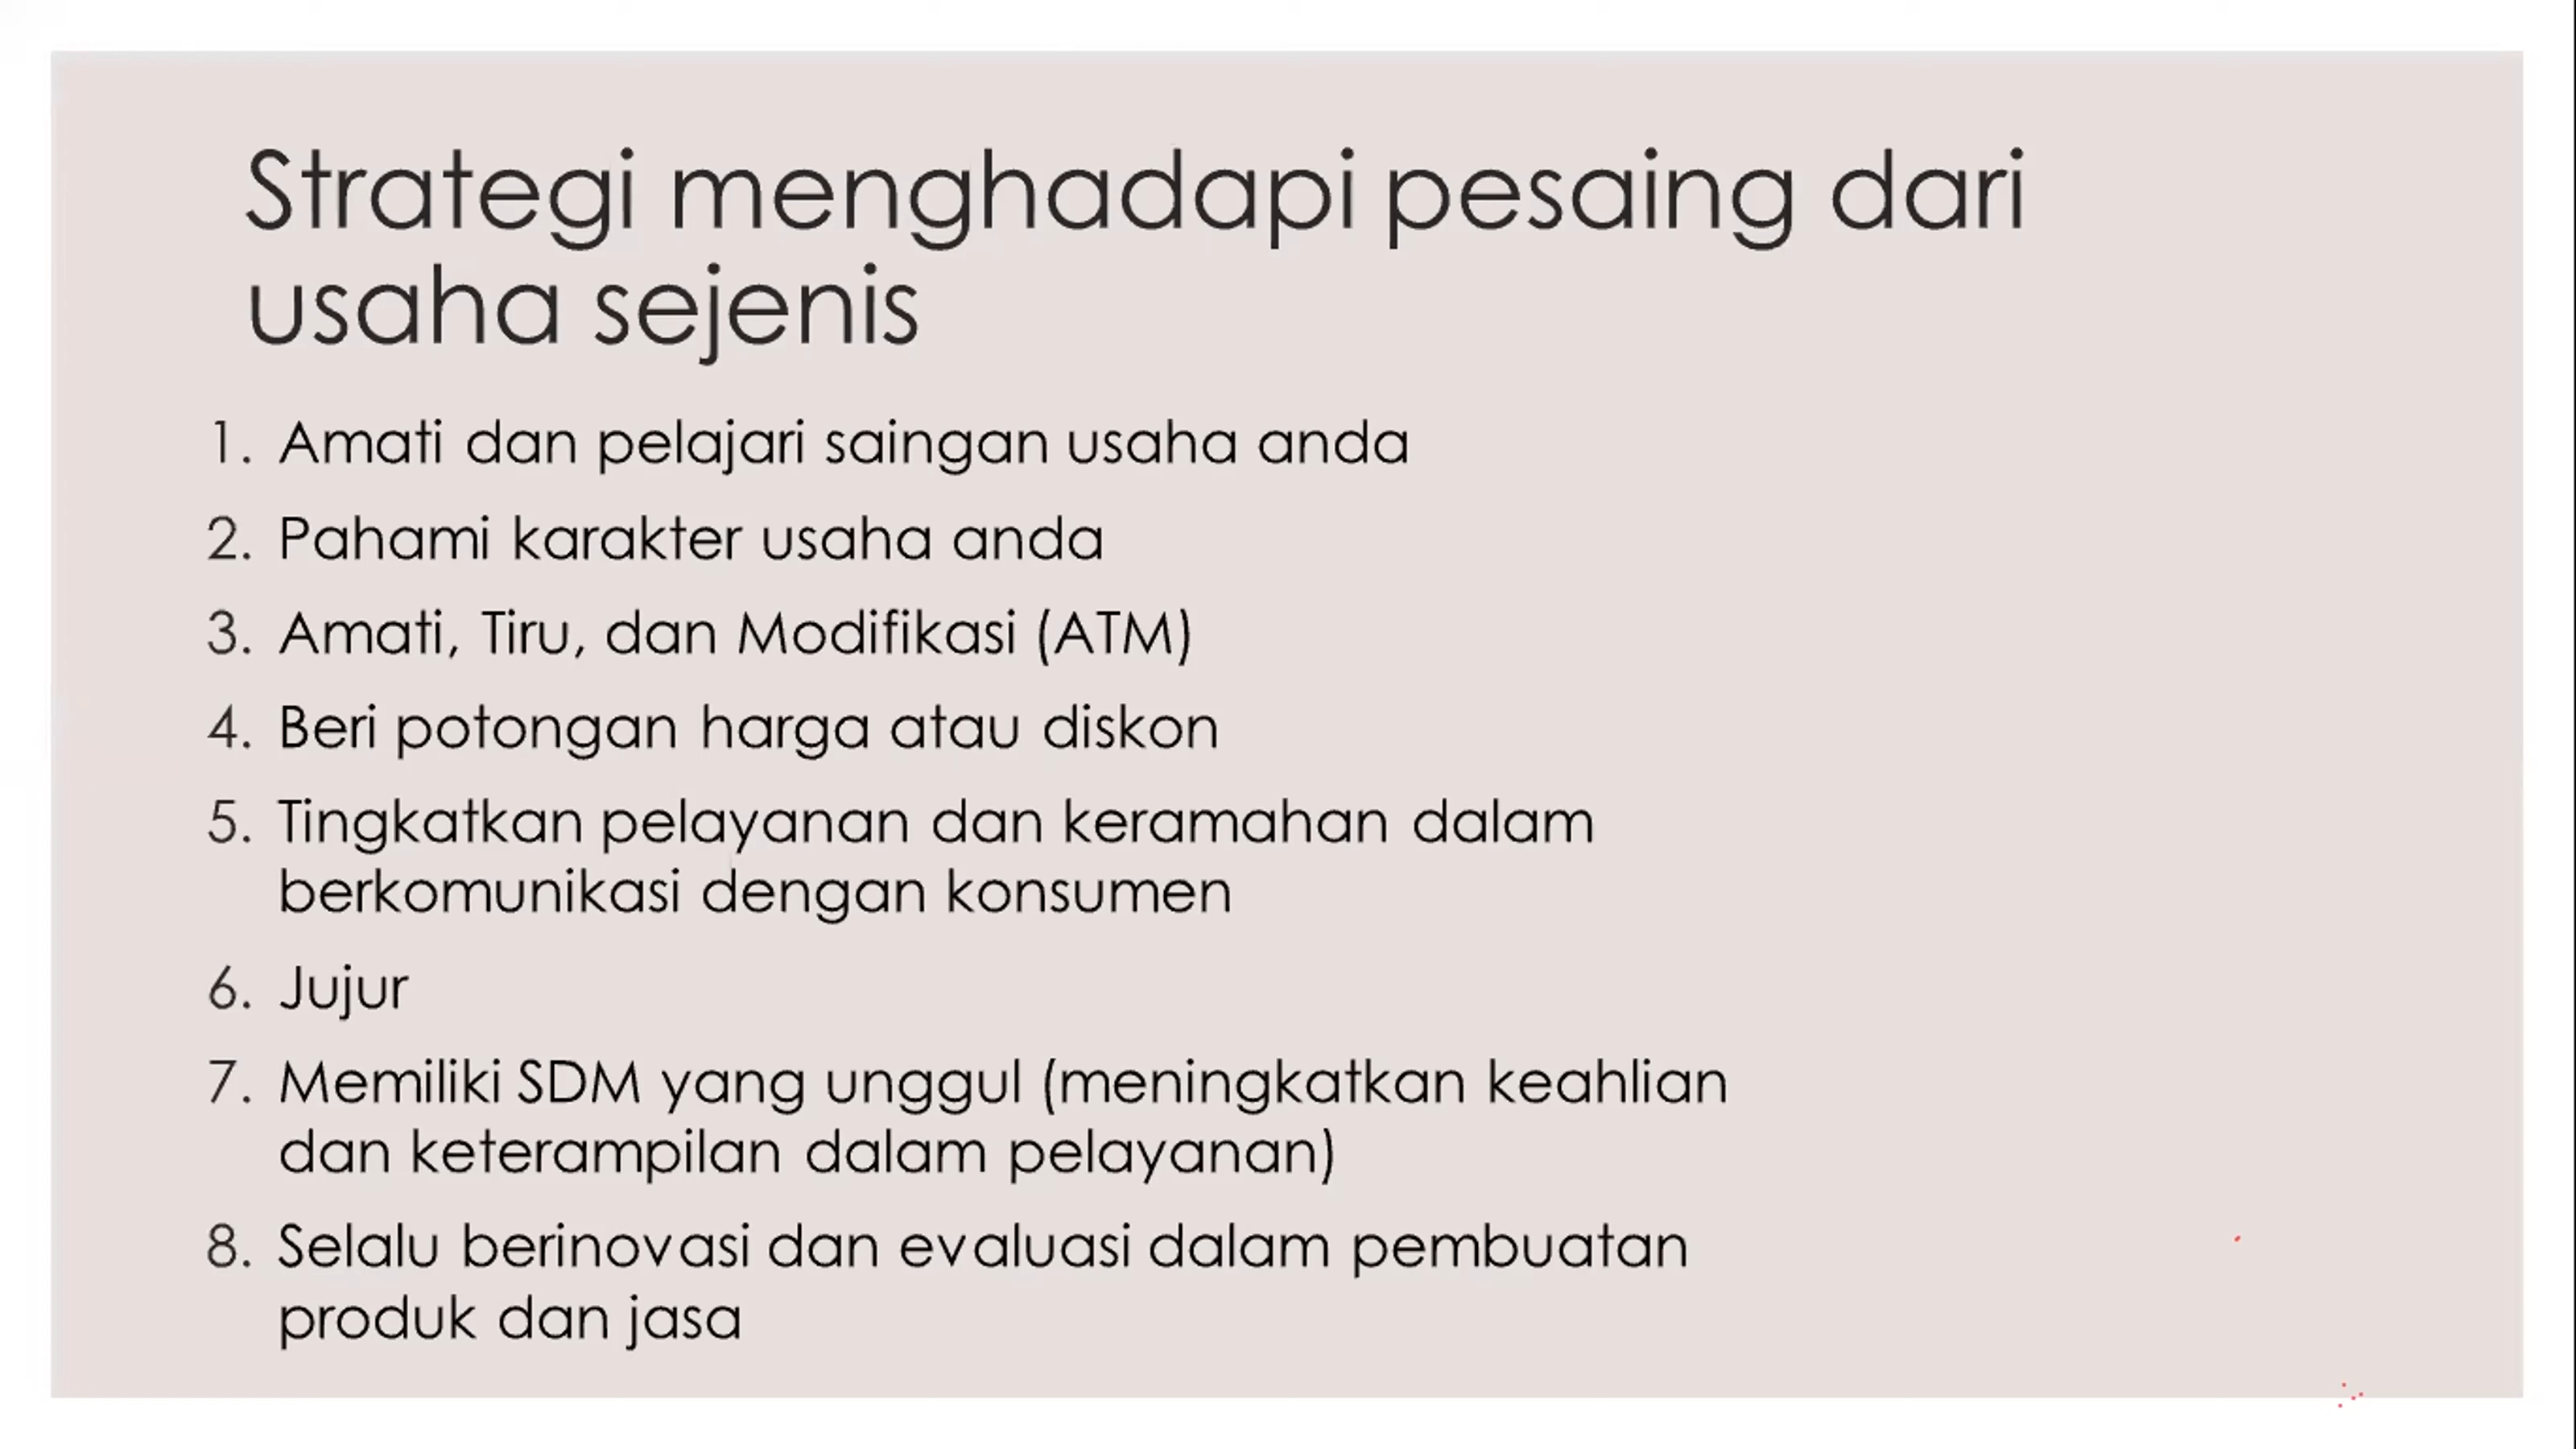 Strategi menghadapi pesaing dari
usaha sejenis
1. Amati dan pelajari saingan usaha anda
2. Pahami karakter usaha anda
3. Amati, Tiru, dan Modifikasi (ATM)
4. Beri potongan harga atau diskon
5. Tingkatkan pelayanan dan keramahan dalam
berkomunikasi dengan konsumen
6. Jujur
7. Memiliki SDM yang unggul (meningkatkan keahlian
dan keterampilan dalam pelayanan)
8. Selalu berinovasi dan evaluasi dalam pembuatan
produk dan jasa